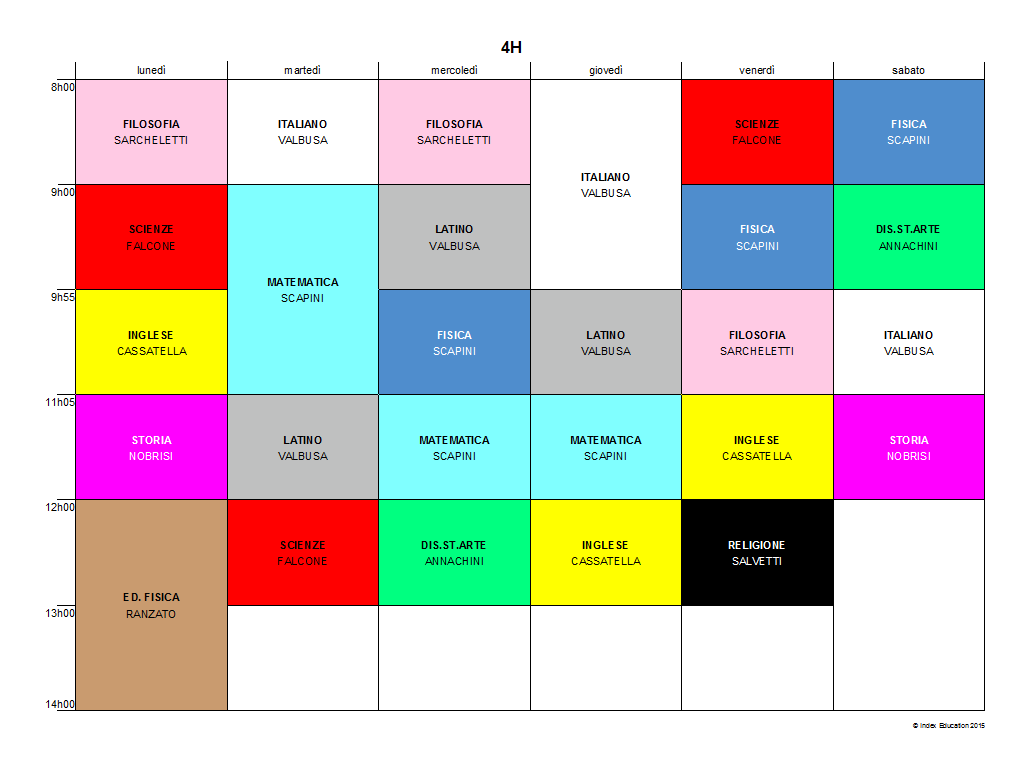 4H
lunedì martedì mercoledì giovedì venerdì sabato
8h00
FILOSOFIA ITALIANO FILOSOFIA SCIENZE FISICA
SARCHELETTI VALBUSA SARCHELETTI FALCONE SCAPINI
ITALIANO
VALBUSA
9h00
SCIENZE LATINO FISICA DIS.ST.ARTE
FALCONE VALBUSA SCAPINI ANNACHINI
MATEMATICA
SCAPINI
9h55
INGLESE FISICA LATINO FILOSOFIA ITALIANO
CASSATELLA SCAPINI VALBUSA SARCHELETTI VALBUSA
11h05
STORIA LATINO MATEMATICA MATEMATICA INGLESE STORIA
NOBRISI VALBUSA SCAPINI SCAPINI CASSATELLA NOBRISI
12h00
SCIENZE DIS.ST.ARTE INGLESE RELIGIONE
FALCONE ANNACHINI CASSATELLA SALVETTI
ED. FISICA
RANZATO
13h00
14h00
© Index Education 2015